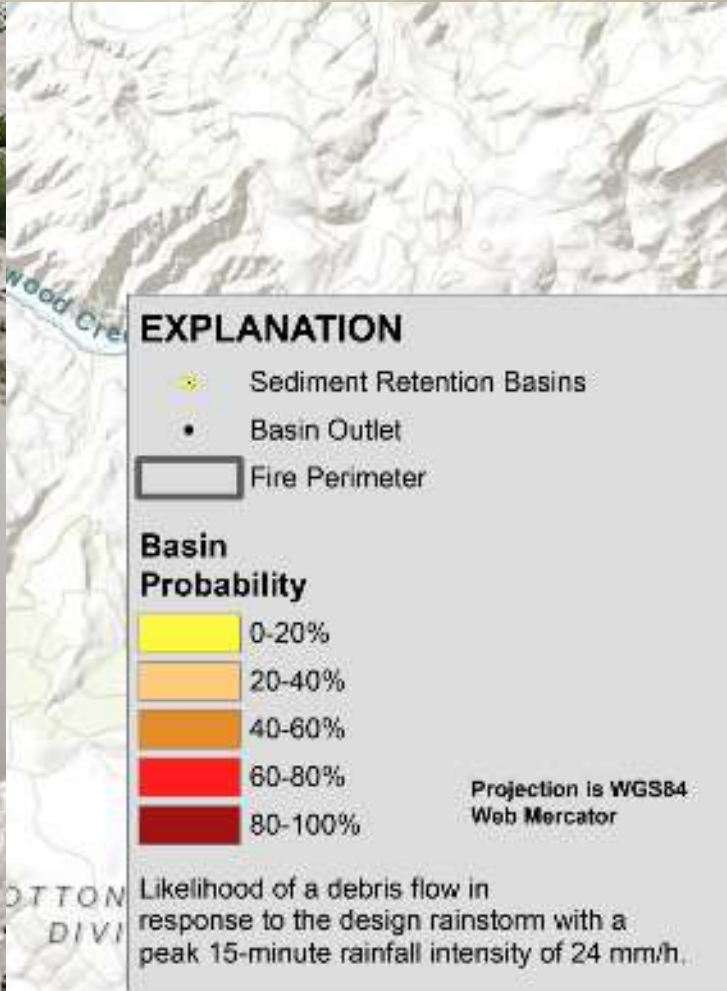 wood Cree
EXPLANATION
Sediment Retention Basins
Basin Outlet
Fire Perimeter
Basin
Probability
0-20%
20-40%
40-60%
60-80%
80-100%
Projection is WGS84
Web Mercator
OTTON
DIVI
Likelihood of a debris flow in
response to the design rainstorm with a
peak 15-minute rainfall intensity of 24 mm/h.